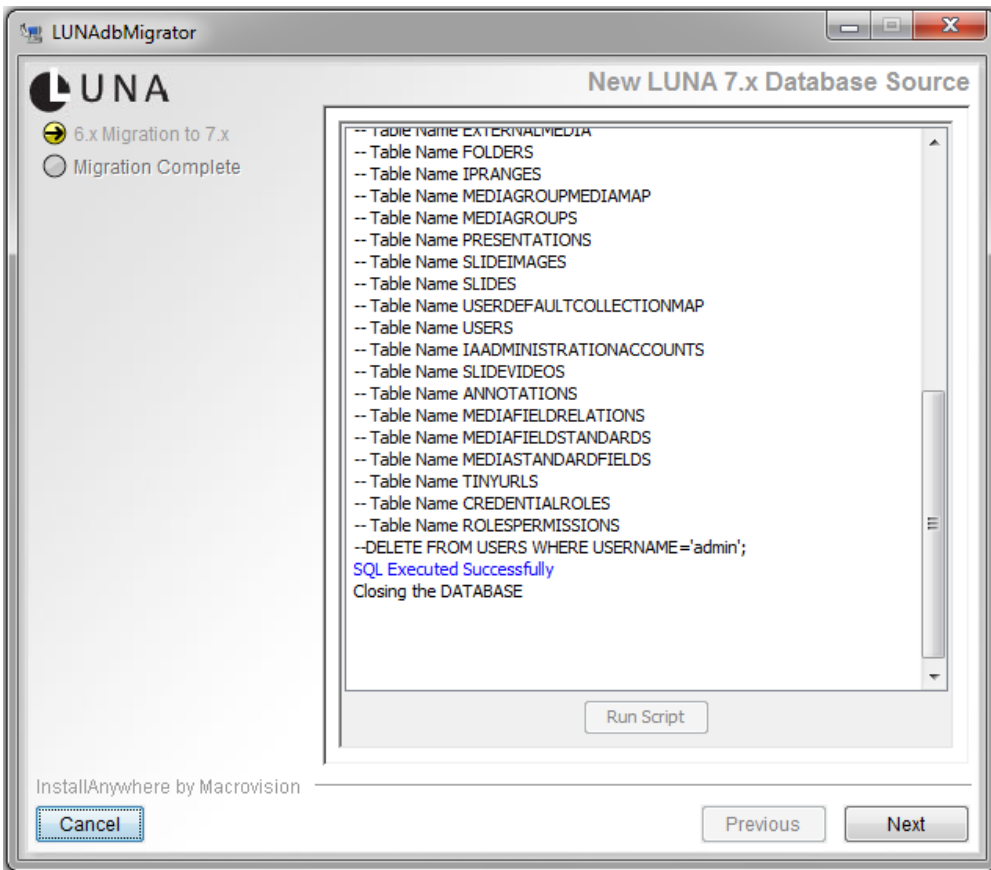 LUNAdbMigrator
LUNA
New LUNA 7.x Database Source
6.x Migration to 7.x
Migration Complete
-- Table Name EXTERNALMEDIA
-- Table Name FOLDERS
-- Table Name IPRANGES
-- Table Name MEDIAGROUPMEDIAMAP
-- Table Name MEDIAGROUPS
-- Table Name PRESENTATIONS
-- Table Name SLIDEIMAGES
-- Table Name SLIDES
-- Table Name USERDEFAULTCOLLECTIONMAP
-- Table Name USERS
-- Table Name IAADMINISTRATIONACCOUNTS
-- Table Name SLIDEVIDEOS
-- Table Name ANNOTATIONS
-- Table Name MEDIAFIELDRELATIONS
-- Table Name MEDIAFIELDSTANDARDS
-- Table Name MEDIASTANDARDFIELDS
-- Table Name TINYURLS
-- Table Name CREDENTIALROLES
-- Table Name ROLESPERMISSIONS
--DELETE FROM USERS WHERE USERNAME='admin';
SQL Executed Successfully
Closing the DATABASE
Run Script
InstallAnywhere by Macrovision
Cancel
Previous
Next